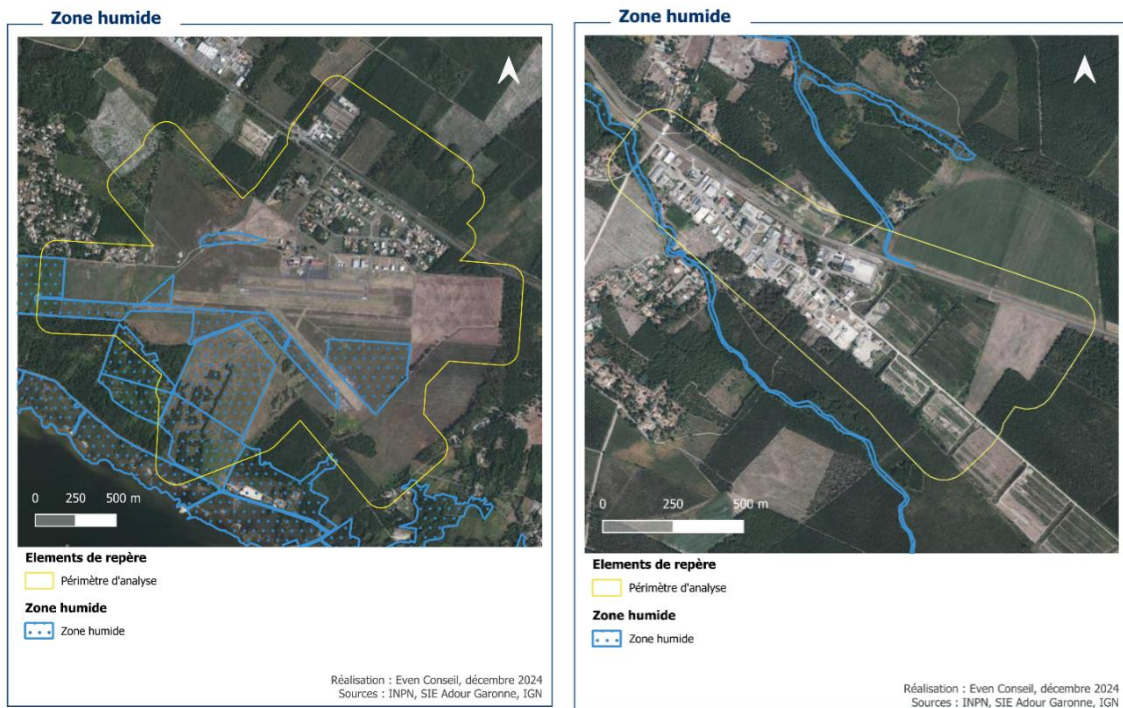 Zone humide
0 250 500 m
Elements de repère
Périmètre d'analyse
Zone humide
Zone humide
Réalisation : Even Conseil, décembre 2024
Sources : INPN, SIE Adour Garonne, IGN
Zone humide
0 250 500 m
Elements de repère
Périmètre d'analyse
Zone humide
Zone humide
Réalisation : Even Conseil, décembre 2024
Sources : INPN, SIE Adour Garonne, IGN